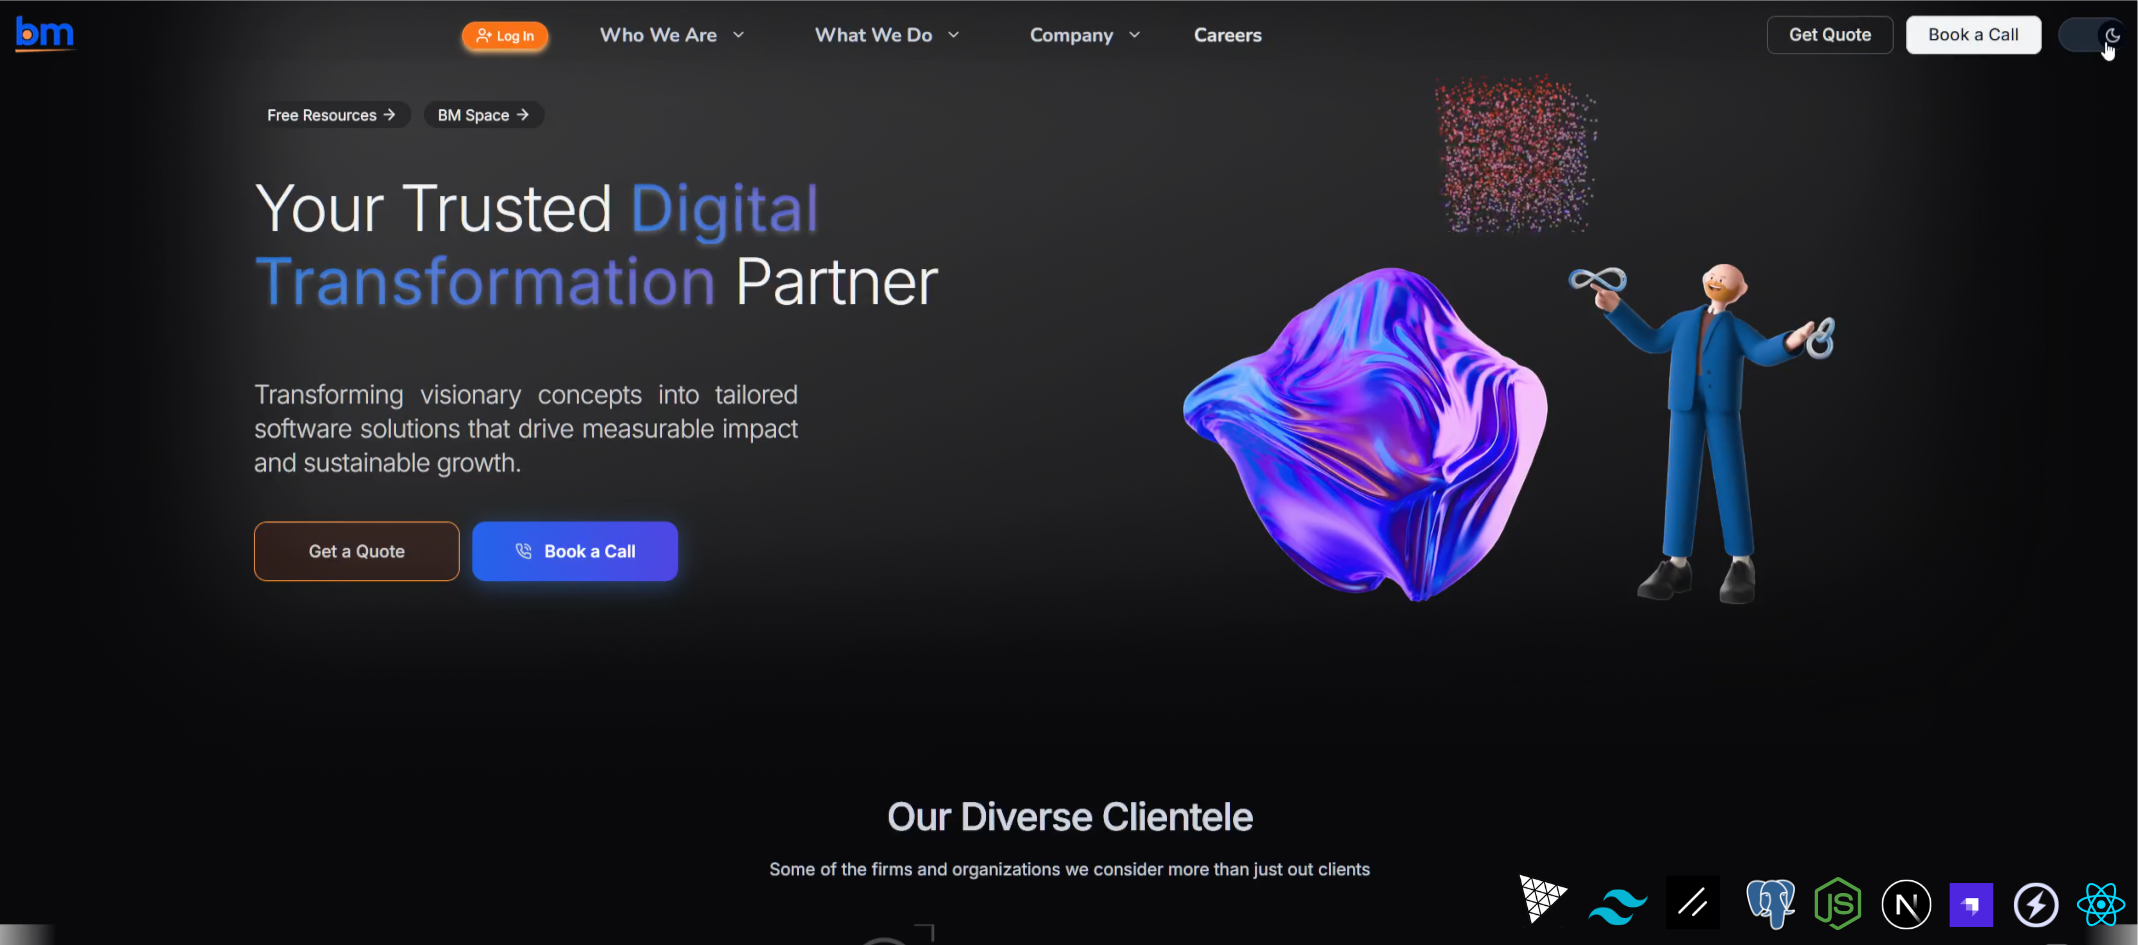 bm
Log In
Who We Are
What We Do
Company
Careers
Get Quote
Book a Call
Free Resources →
BM Space →
Your Trusted Digital
Transformation Partner
Transforming visionary concepts into tailored
software solutions that drive measurable impact
and sustainable growth.
Get a Quote
Book a Call
Our Diverse Clientele
Some of the firms and organizations we consider more than just out clients
JS
N